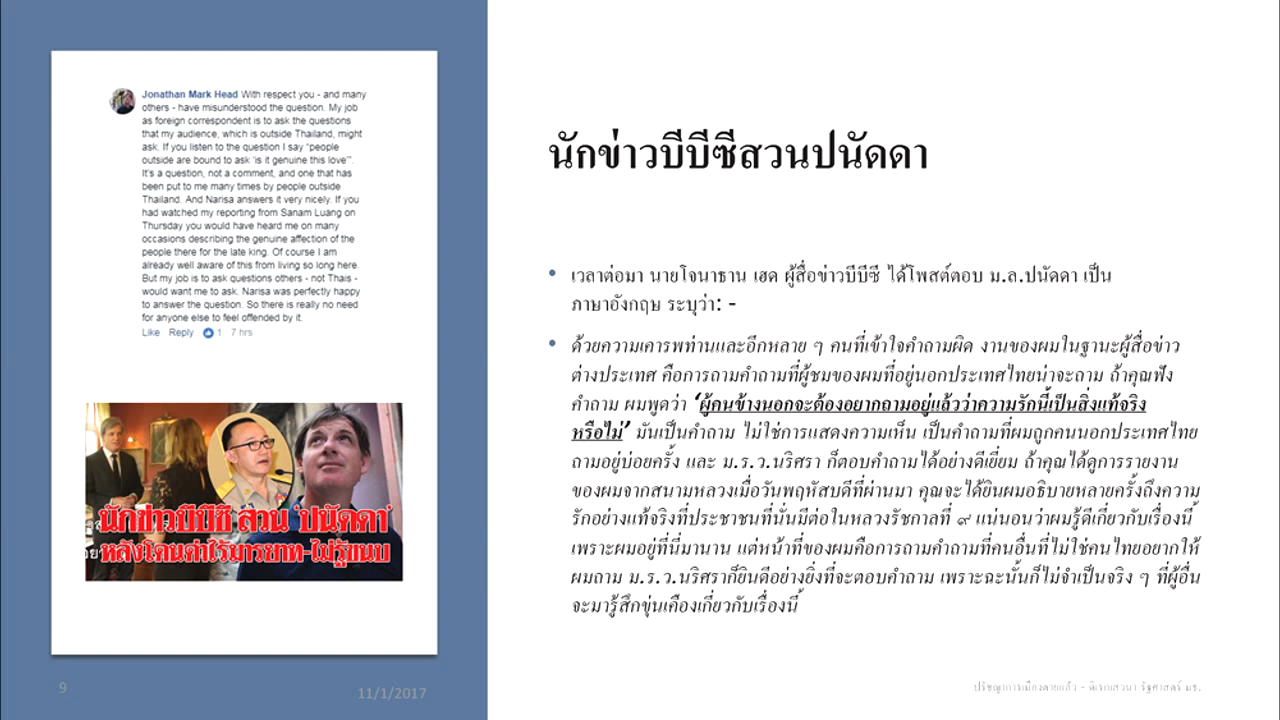 Jonathan Mark Head With respect you - and many
others - have misunderstood the question. My job
as foreign correspondent is to ask the questions
that my audience, which is outside Thailand, might
ask. If you listen to the question I say "people
outside are bound to ask 'is it genuine this love'".
It's a question, not a comment, and one that has
been put to me many times by people outside
Thailand. And Narisa answers it very nicely. If you
had watched my reporting from Sanam Luang on
Thursday you would have heard me on many
occasions describing the genuine affection of the
people there for the late king. Of course I am
already well aware of this from living so long here.
But my job is to ask questions others - not Thais -
would want me to ask. Narisa was perfectly happy
to answer the question. So there is really no need
for anyone else to feel offended by it.
Like Reply 1 7 hrs
นักข่าวบีบีซี สวน 'ปนัดดา'
หลังโดนด่าไร้มารยาท-ไม่รู้ขนบ
9
11/1/2017
นักข่าวบีบีซีสวนปนัดดา
• เวลาต่อมา นายโจนาธาน เฮด ผู้สื่อข่าวบีบีซี ได้โพสต์ตอบ ม.ล.ปนัดดา เป็น
ภาษาอังกฤษ ระบุว่า: -
• ด้วยความเคารพท่านและอีกหลาย ๆ คนที่เข้าใจคำถามผิด งานของผมในฐานะผู้สื่อข่าว
ต่างประเทศ คือการถามคำถามที่ผู้ชมของผมที่อยู่นอกประเทศไทยน่าจะถาม ถ้าคุณฟัง
คำถาม ผมพูดว่า 'ผู้คนข้างนอกจะต้องอยากถามอยู่แล้วว่าความรักนี้เป็นสิ่งแท้จริง
หรือไม่' มันเป็นคำถาม ไม่ใช่การแสดงความเห็น เป็นคำถามที่ผมถูกคนนอกประเทศไทย
ถามอยู่บ่อยครั้ง และ ม.ร.ว.นริศรา ก็ตอบคำถามได้อย่างดีเยี่ยม ถ้าคุณได้ดูการรายงาน
ของผมจากสนามหลวงเมื่อวันพฤหัสบดีที่ผ่านมา คุณจะได้ยินผมอธิบายหลายครั้งถึงความ
รักอย่างแท้จริงที่ประชาชนที่นั่นมีต่อในหลวงรัชกาลที่ ๙ แน่นอนว่าผมรู้ดีเกี่ยวกับเรื่องนี้
เพราะผมอยู่ที่นี่มานาน แต่หน้าที่ของผมคือการถามคำถามที่คนอื่นที่ไม่ใช่คนไทยอยากให้
ผมถาม ม.ร.ว.นริศราก็ยินดีอย่างยิ่งที่จะตอบคำถาม เพราะฉะนั้นก็ไม่จำเป็นจริง ๆ ที่ผู้อื่น
จะมารู้สึกขุ่นเคืองเกี่ยวกับเรื่องนี้
ปรัชญาการเมืองตายแล้ว - ดิเรกเสวนา รัฐศาสตร์ มช.